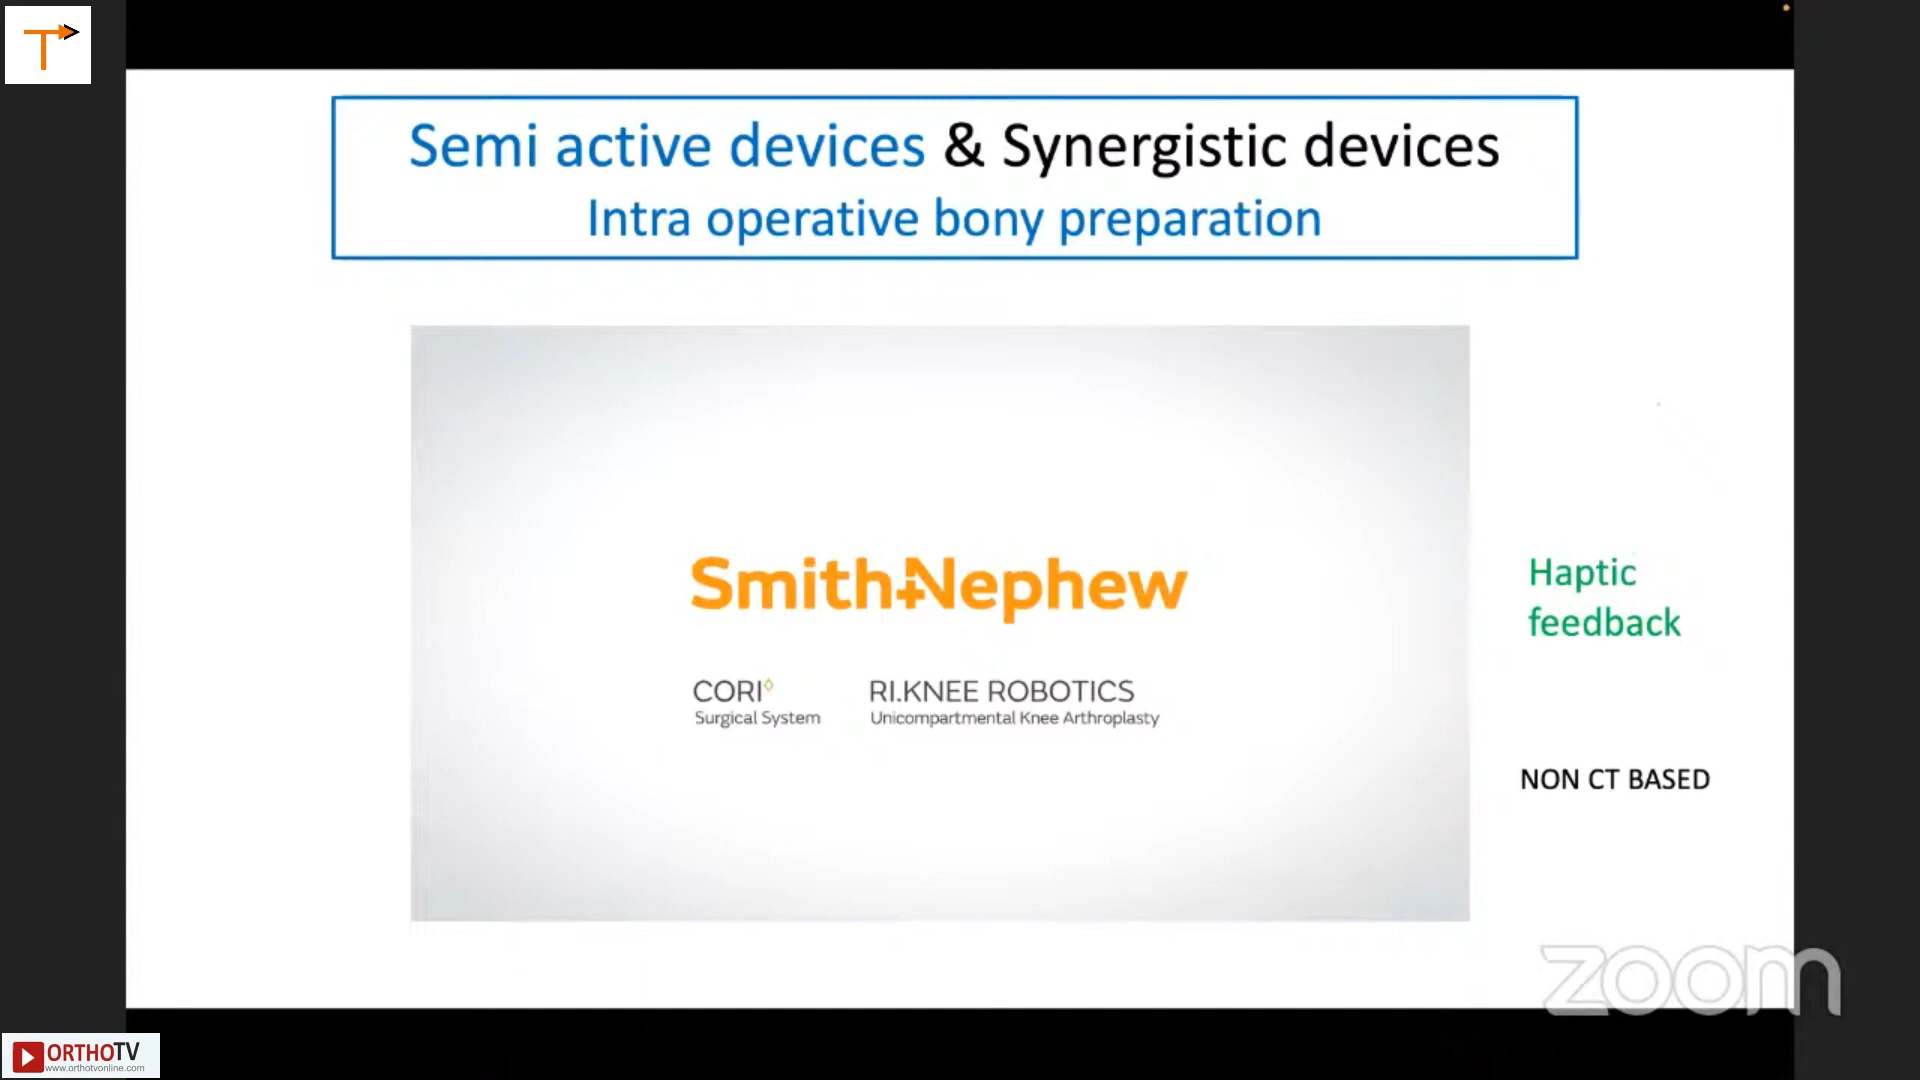 T
Semi active devices & Synergistic devices
Intra operative bony preparation
Smith+Nephew
CORI◊
Surgical System
RI.KNEE ROBOTICS
Unicompartmental Knee Arthroplasty
Haptic
feedback
NON CT BASED
zoom
ORTHOTV
www.orthotvonline.com